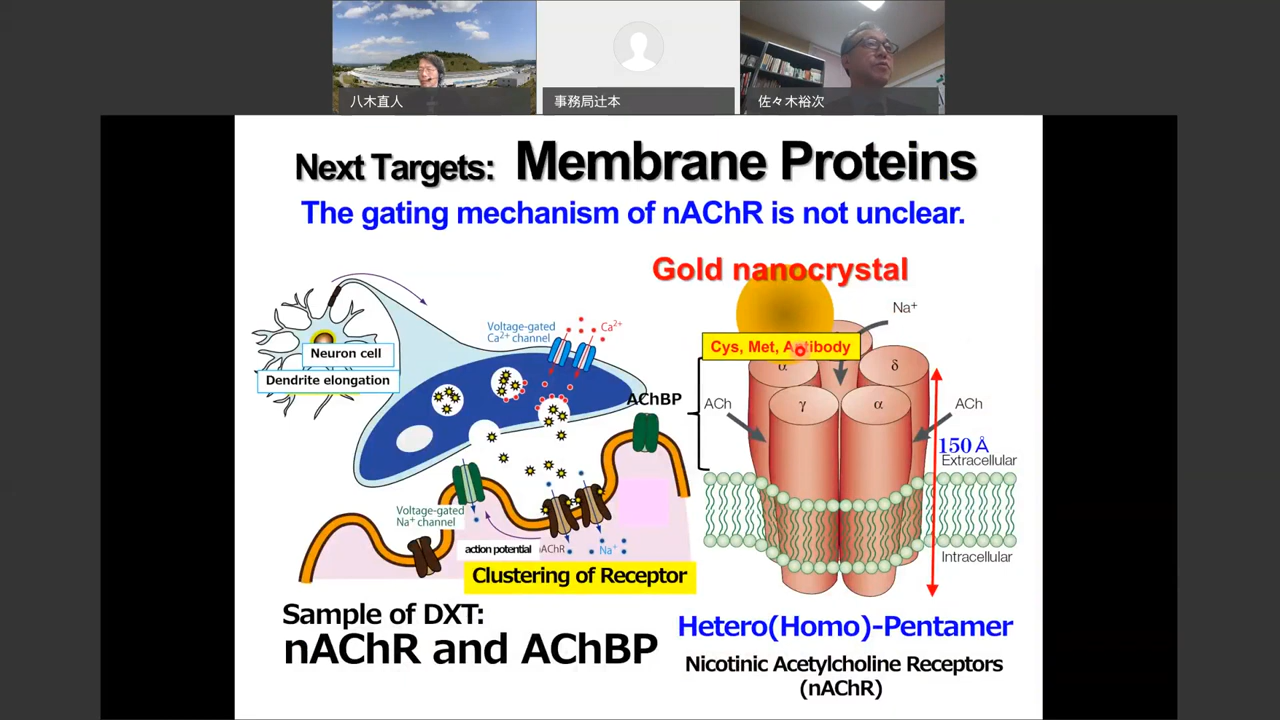 八木直人
事務局辻本
佐々木裕次
Next Targets: Membrane Proteins
The gating mechanism of nAChR is not unclear.
Gold nanocrystal
Na⁺
Voltage-gated
Ca²⁺ channel
Ca²⁺
Cys, Met, Antibody
Neuron cell
Dendrite elongation
α
δ
AChBP
ACh
γ
α
ACh
150 Å
Extracellular
Voltage-gated
Na⁺ channel
action potential
nAChR
Na⁺
Intracellular
Clustering of Receptor
Sample of DXT:
nAChR and AChBP
Hetero(Homo)-Pentamer
Nicotinic Acetylcholine Receptors
(nAChR)